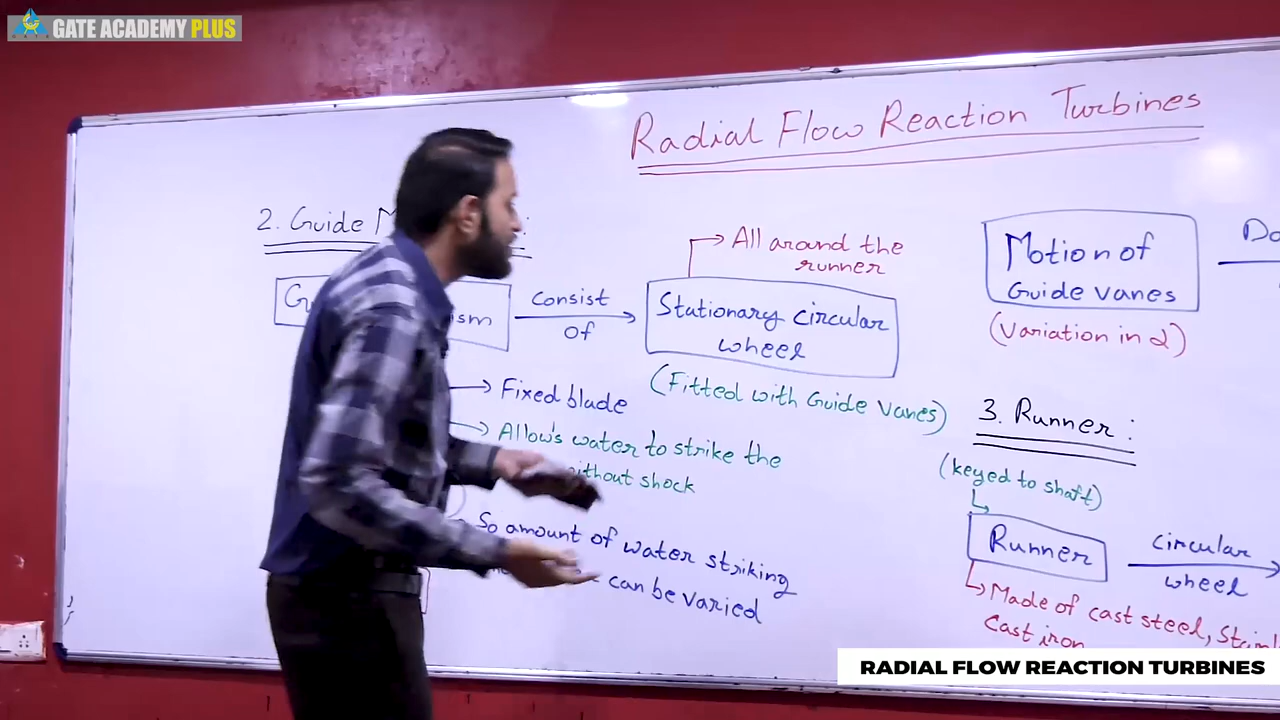 GATE ACADEMY PLUS
Radial Flow Reaction Turbines
2. Guide
:
ism
Consist
Of
All around the
runner
Stationary circular
wheel
(Fitted with Guide vanes)
Fixed blade
Allow's water to strike the
without shock
So amount of water striking
can be varied
Motion of
Guide vanes
(Variation in α)
3. Runner:
(keyed to shaft)
Runner
circular
wheel
Made of cast steel,
Cast iron
RADIAL FLOW REACTION TURBINES